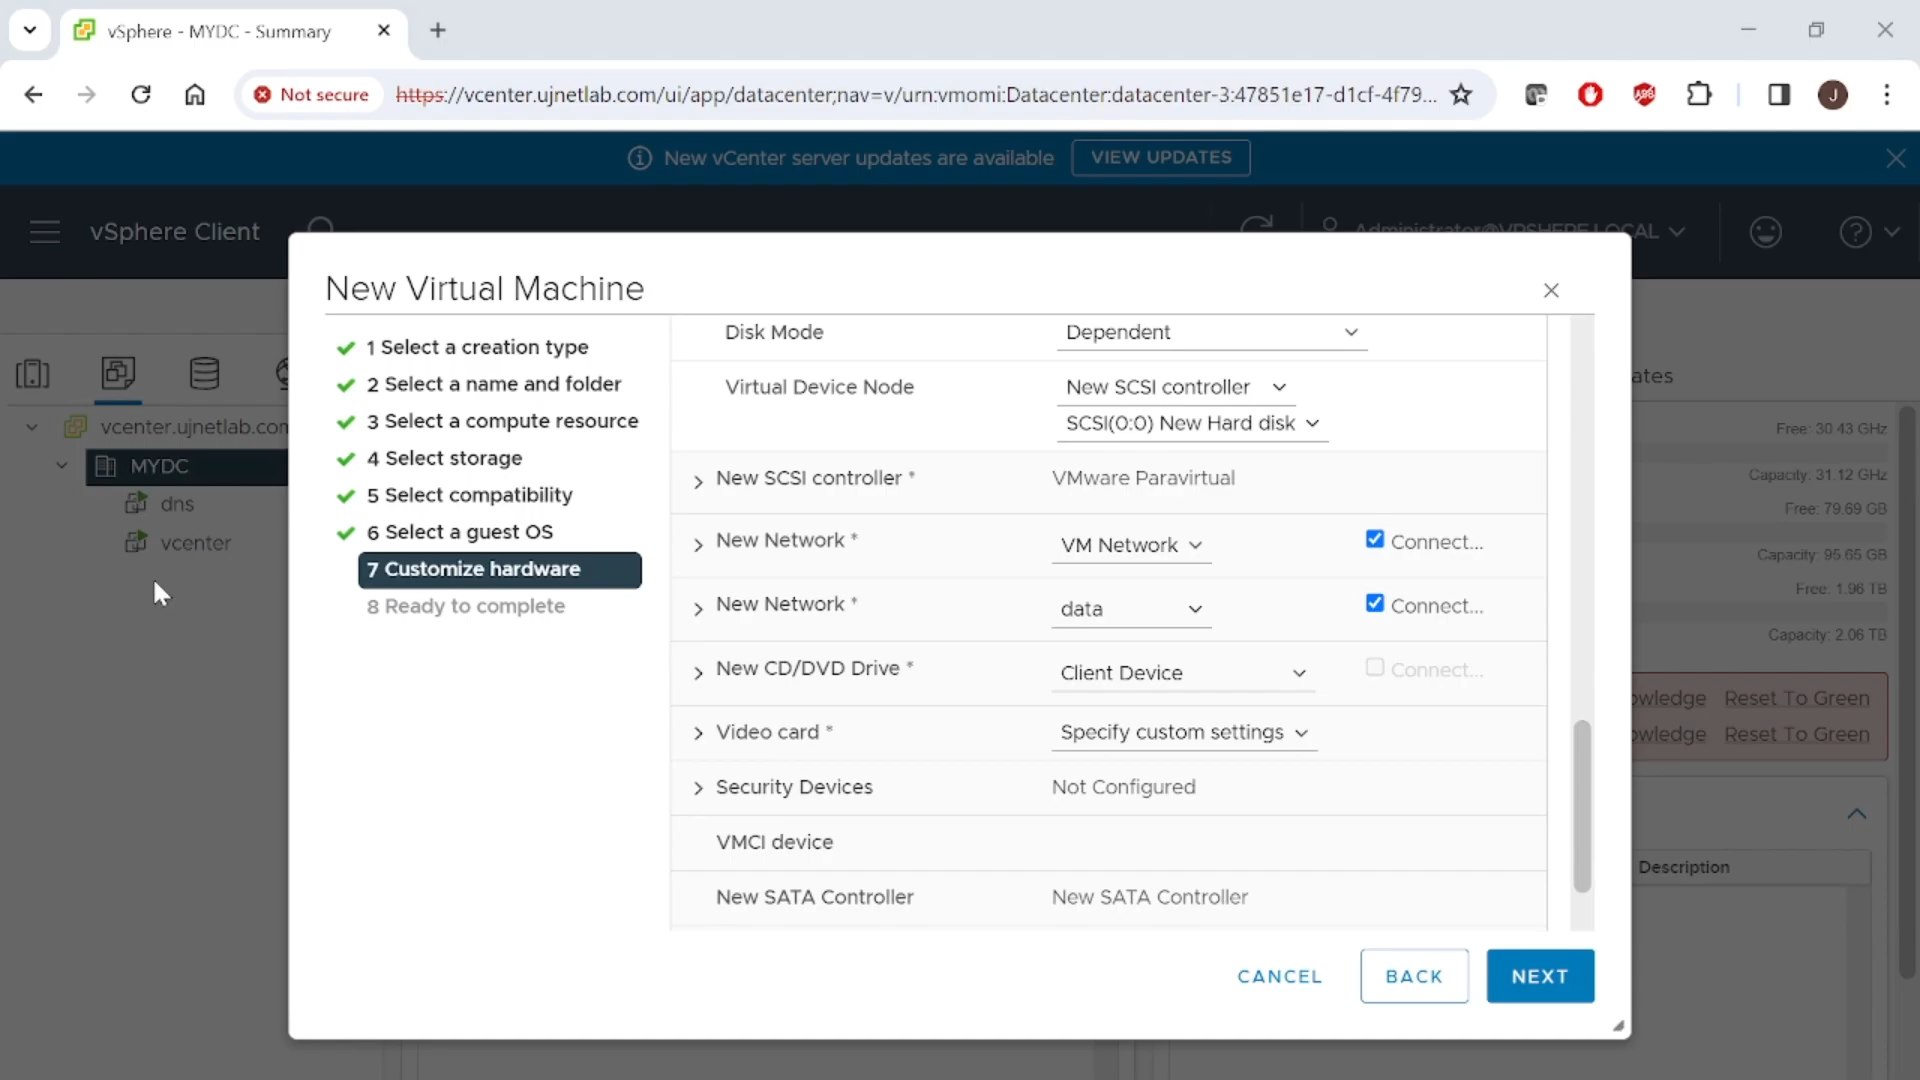 vSphere - MYDC - Summary
Not secure
https://vcenter.ujnetlab.com/ui/app/datacenter;nav=v/urn:vmomi:Datacenter:datacenter-3:47851e17-d1cf-4f79...
J
New vCenter server updates are available
VIEW UPDATES
vSphere Client
Administrator@VPSHERE.LOCAL
New Virtual Machine
1 Select a creation type
2 Select a name and folder
3 Select a compute resource
4 Select storage
5 Select compatibility
6 Select a guest OS
7 Customize hardware
8 Ready to complete
Disk Mode
Dependent
Virtual Device Node
New SCSI controller
SCSI(0:0) New Hard disk
New SCSI controller *
VMware Paravirtual
New Network *
VM Network
Connect...
New Network *
data
Connect...
New CD/DVD Drive *
Client Device
Connect...
Video card *
Specify custom settings
Security Devices
Not Configured
VMCI device
New SATA Controller
New SATA Controller
CANCEL
BACK
NEXT
vcenter.ujnetlab.com
MYDC
dns
vcenter
ates
Free: 30.43 GHz
Capacity: 31.12 GHz
Free: 79.69 GB
Capacity: 95.65 GB
Free: 1.96 TB
Capacity: 2.06 TB
owledge Reset To Green
owledge Reset To Green
Description